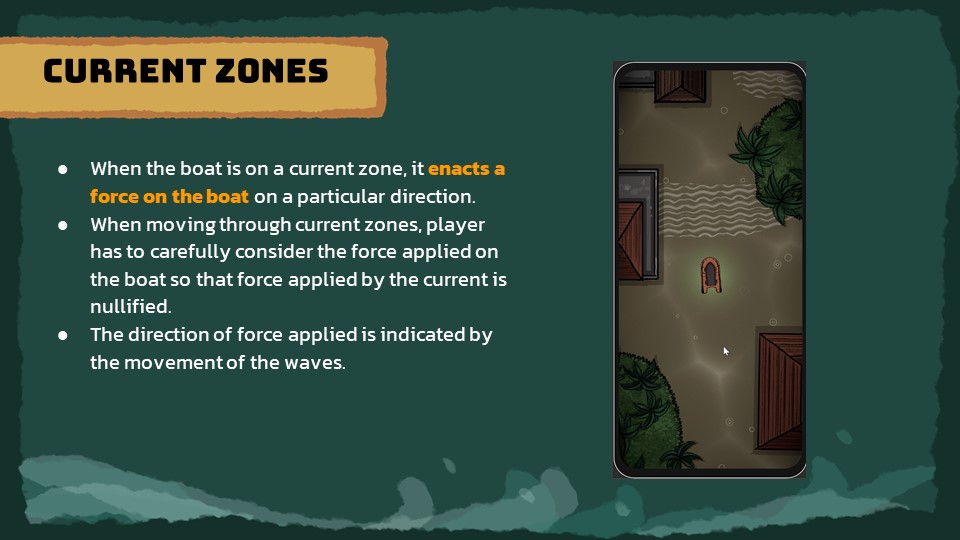 CURRENT ZONES
● When the boat is on a current zone, it enacts a
force on the boat on a particular direction.
● When moving through current zones, player
has to carefully consider the force applied on
the boat so that force applied by the current is
nullified.
● The direction of force applied is indicated by
the movement of the waves.